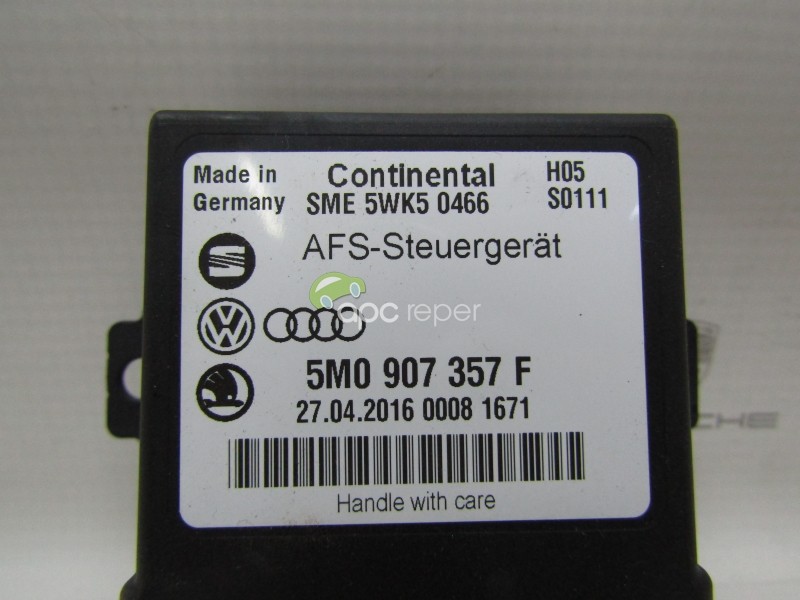 Made in
Germany
Continental
SME 5WK5 0466
H05
S0111
AFS-Steuergerät
apc reper
5M0 907 357 F
27.04.2016 0008 1671
Handle with care